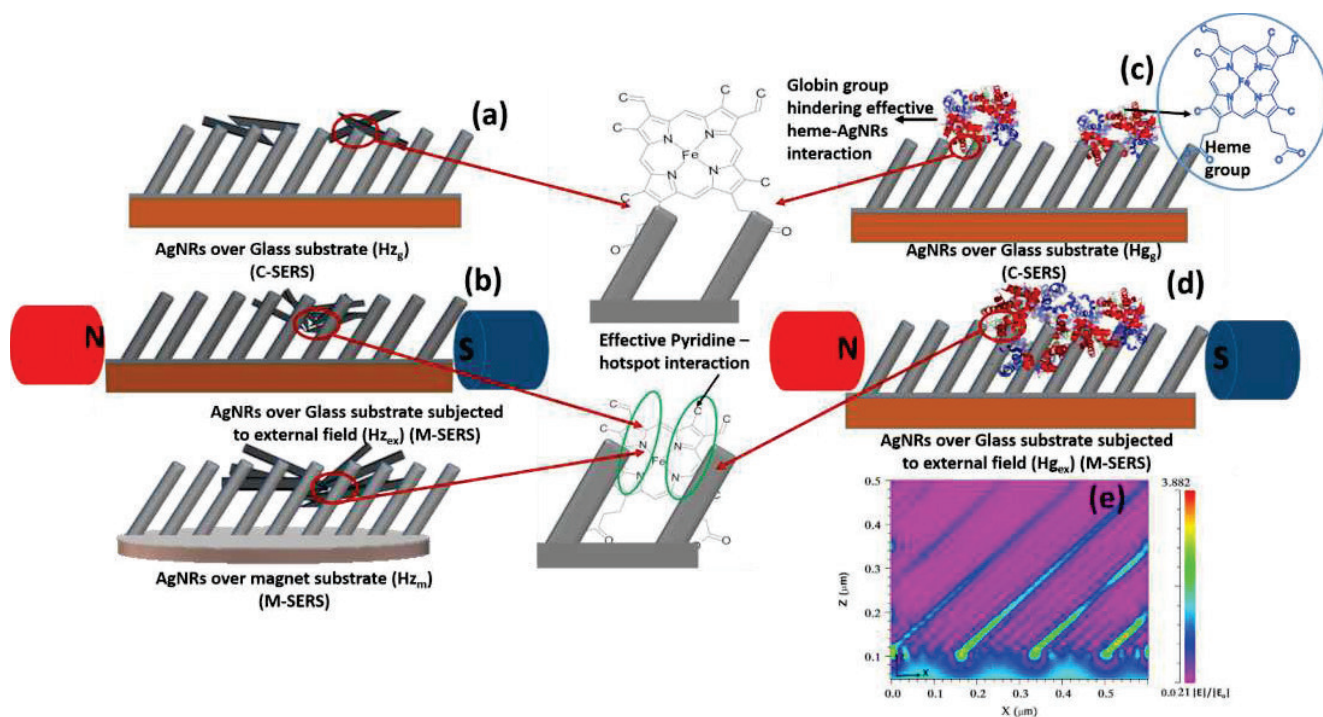 (a)
AgNRs over Glass substrate (Hzg)
(C-SERS)
(b)
N
S
AgNRs over Glass substrate subjected
to external field (Hzex) (M-SERS)
AgNRs over magnet substrate (Hzm)
(M-SERS)
C
C
C
C
N
N
Fe
N
N
C
C
O
O
Effective Pyridine –
hotspot interaction
C
C
C
N
N
Fe
N
N
C
O
O
Globin group
hindering effective
heme-AgNRs
interaction
(c)
C
C
C
C
N
N
Fe
N
N
C
C
O
O
O
Heme
group
AgNRs over Glass substrate (Hgg)
(C-SERS)
(d)
N
S
AgNRs over Glass substrate subjected
to external field (Hgex) (M-SERS)
(e)
3.882
0.5
0.4
0.3
0.2
0.1
Z (μm)
X
0.0
0.1
0.2
0.3
0.4
0.5
X (μm)
0.021
|E|/|E0|